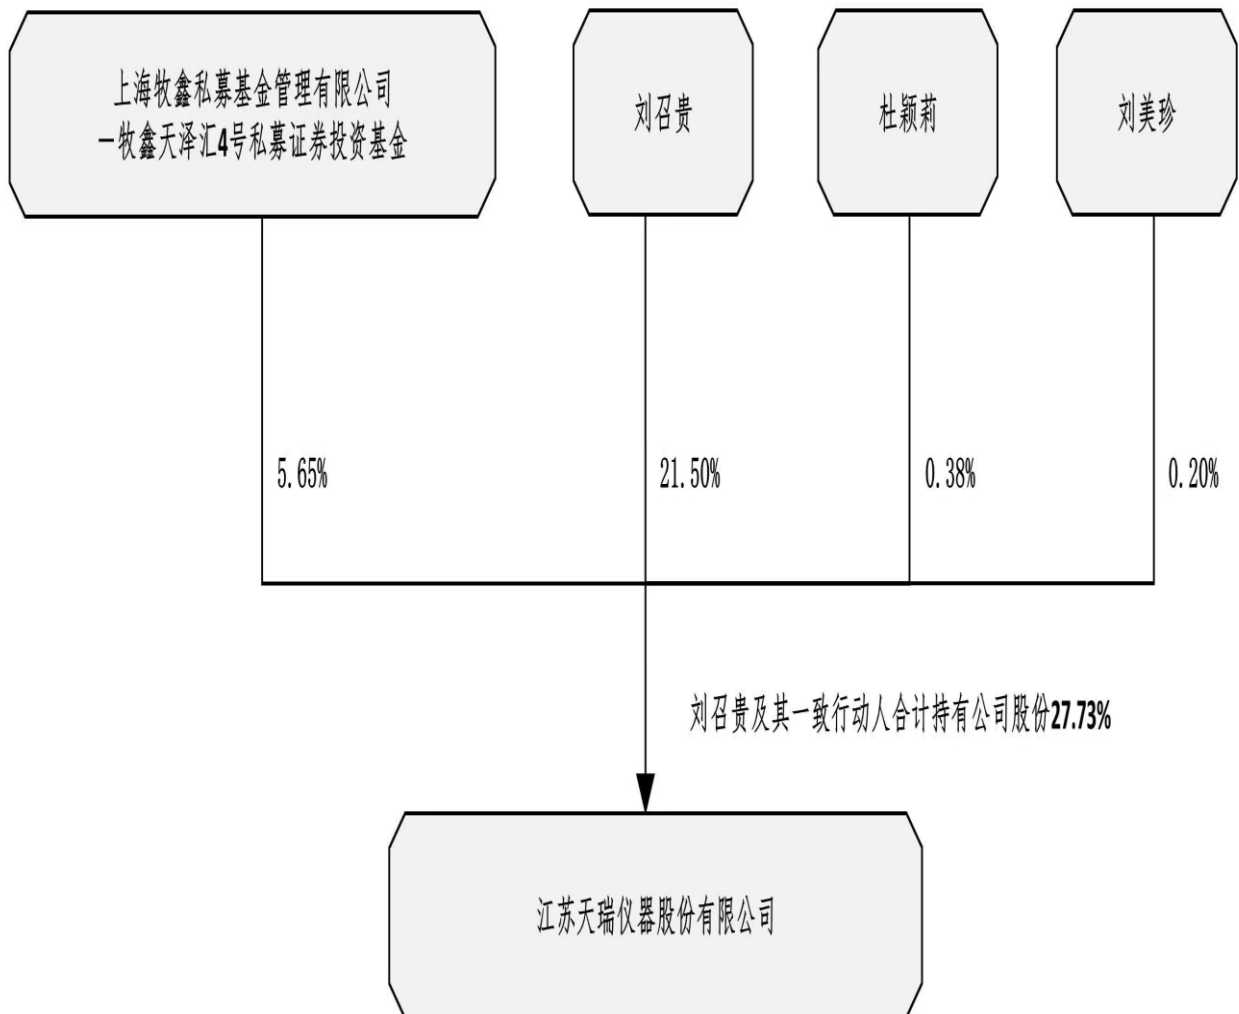 上海牧鑫私募基金管理有限公司
－牧鑫天泽汇4号私募证券投资基金
刘召贵
杜颖莉
刘美珍
5.65%
21.50%
0.38%
0.20%
刘召贵及其一致行动人合计持有公司股份27.73%
江苏天瑞仪器股份有限公司